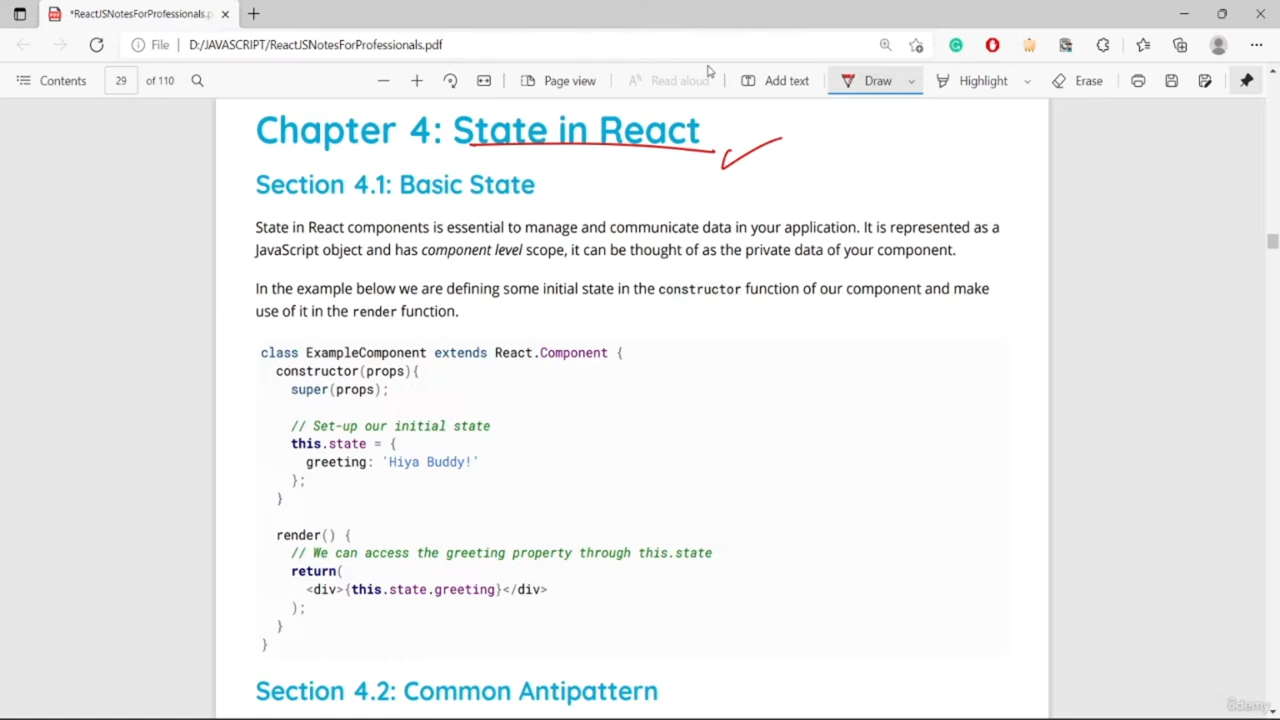 *ReactJSNotesForProfessionals.p
File
D:/JAVASCRIPT/ReactJSNotesForProfessionals.pdf
Contents
29
of 110
Page view
Read aloud
Add text
Draw
Highlight
Erase
Chapter 4: State in React
Section 4.1: Basic State
State in React components is essential to manage and communicate data in your application. It is represented as a
JavaScript object and has component level scope, it can be thought of as the private data of your component.
In the example below we are defining some initial state in the constructor function of our component and make
use of it in the render function.
class ExampleComponent extends React.Component {
constructor(props){
super(props);
// Set-up our initial state
this.state = {
greeting: 'Hiya Buddy!'
};
}
render() {
// We can access the greeting property through this.state
return(
<div>{this.state.greeting}</div>
);
}
}
Section 4.2: Common Antipattern
ûdemy